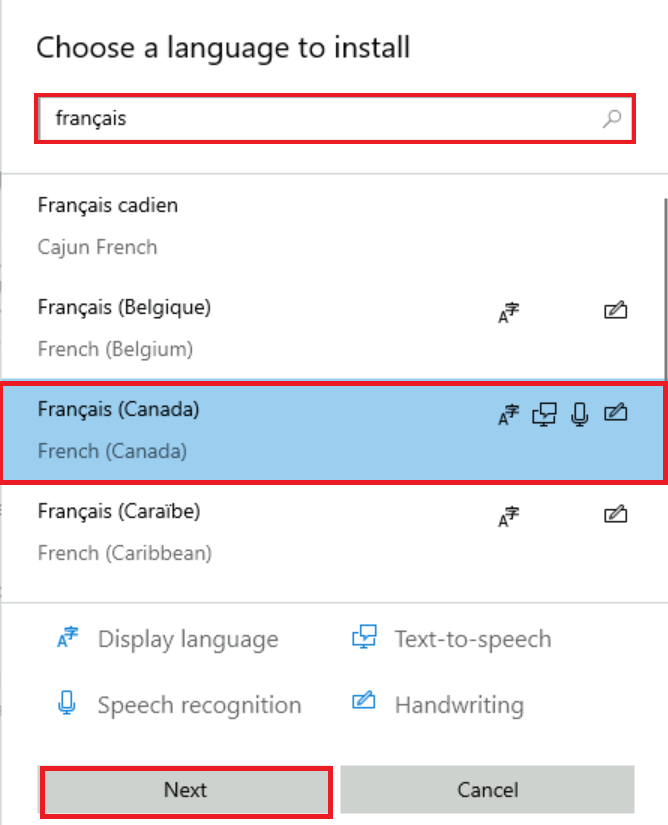 Choose a language to install
français
Français cadien
Cajun French
Français (Belgique)
French (Belgium)
Français (Canada)
French (Canada)
Français (Caraïbe)
French (Caribbean)
Display language
Text-to-speech
Speech recognition
Handwriting
Next
Cancel